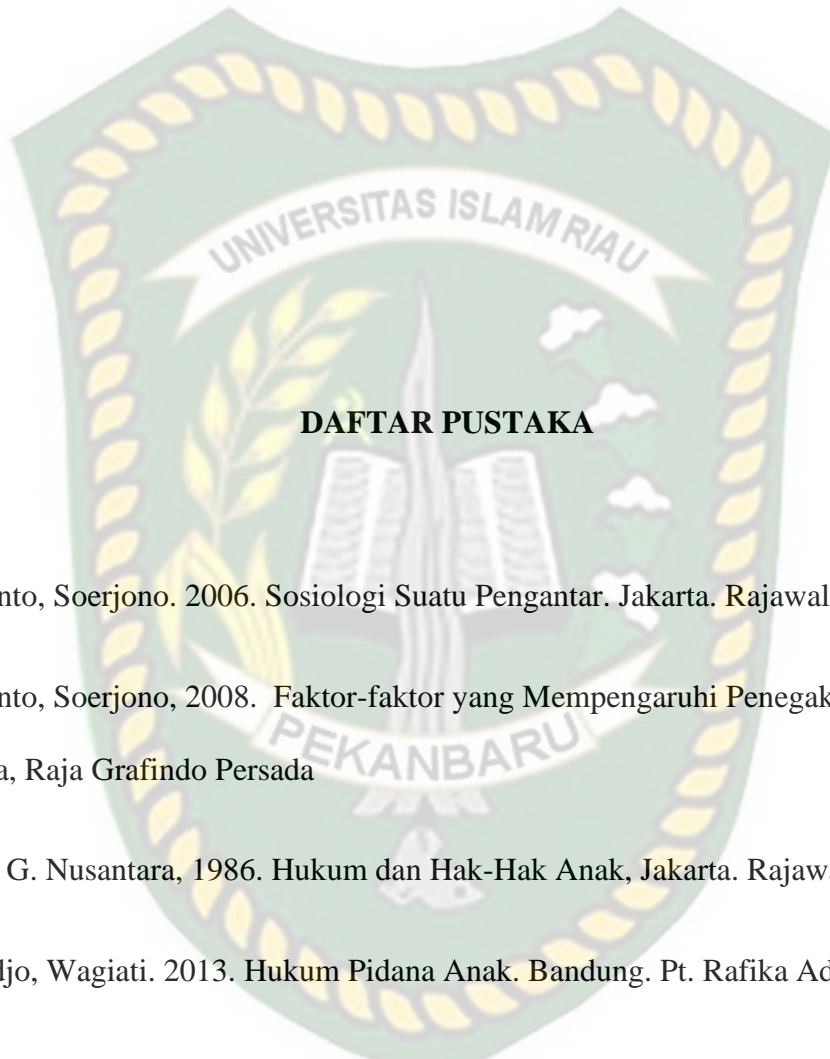 UNIVERSITAS ISLAM RIAU
DAFTAR PUSTAKA
nto, Soerjono. 2006. Sosiologi Suatu Pengantar. Jakarta. Rajawal
nto, Soerjono, 2008. Faktor-faktor yang Mempengaruhi Penegak
a, Raja Grafindo Persada
PEKANBARU
G. Nusantara, 1986. Hukum dan Hak-Hak Anak, Jakarta. Rajaw
djo, Wagiati. 2013. Hukum Pidana Anak. Bandung. Pt. Rafika Ad